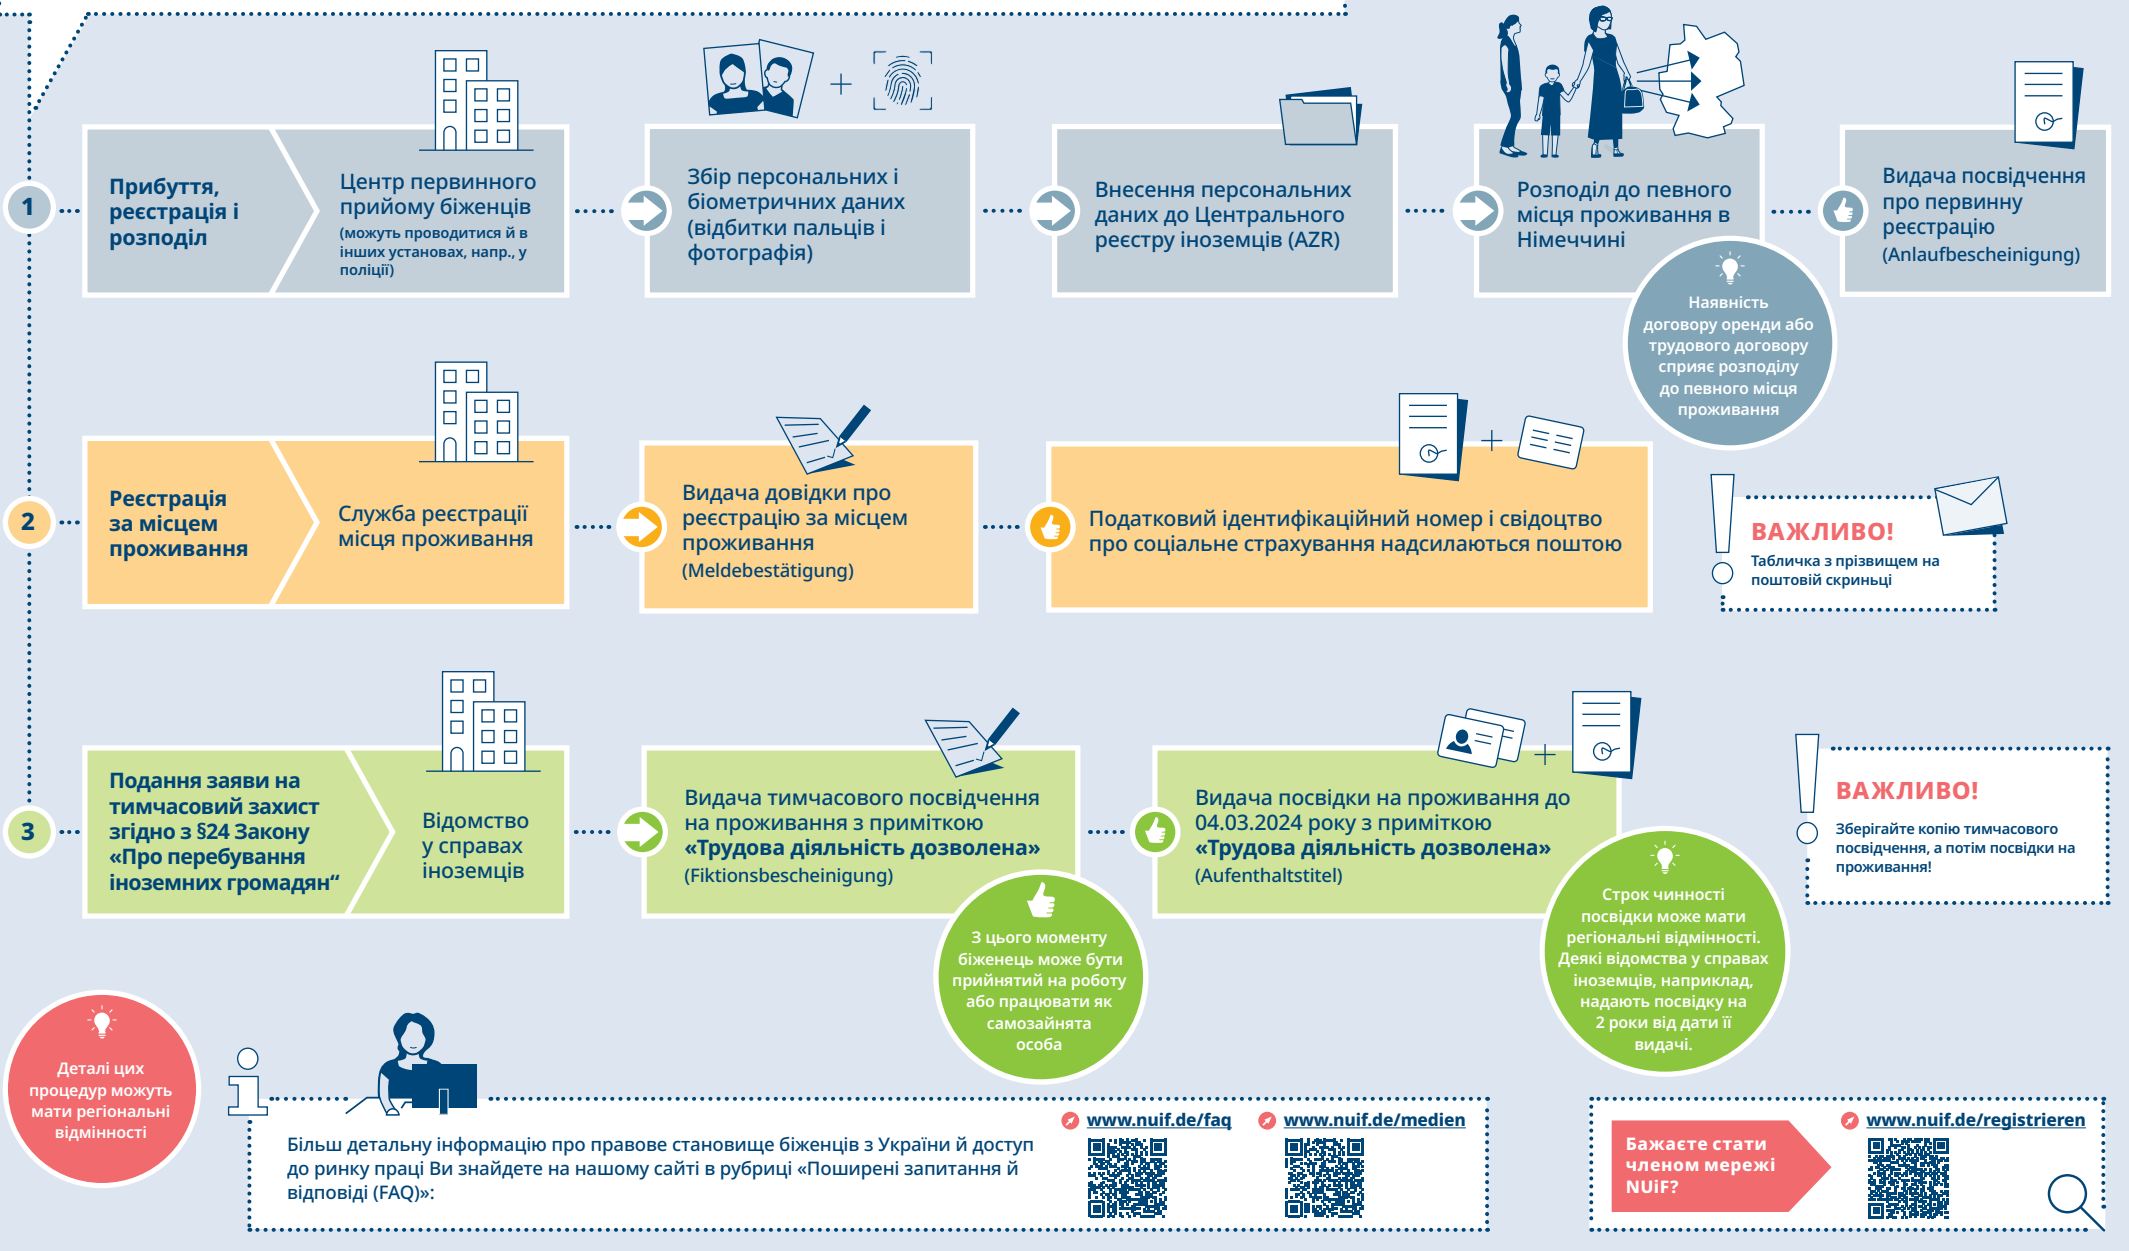 1
Прибуття,
реєстрація і
розподіл
Центр первинного
прийому біженців
(можуть проводитися й в
інших установах, напр., у
поліції)
Збір персональних і
біометричних даних
(відбитки пальців і
фотографія)
Внесення персональних
даних до Центрального
реєстру іноземців (AZR)
Розподіл до певного
місця проживання в
Німеччині
Наявність
договору оренди або
трудового договору
сприяє розподілу
до певного місця
проживання
Видача посвідчення
про первинну
реєстрацію
(Anlaufbescheinigung)
2
Реєстрація
за місцем
проживання
Служба реєстрації
місця проживання
Видача довідки про
реєстрацію за місцем
проживання
(Meldebestätigung)
Податковий ідентифікаційний номер і свідоцтво
про соціальне страхування надсилаються поштою
ВАЖЛИВО!
Табличка з прізвищем на
поштовій скриньці
3
Подання заяви на
тимчасовий захист
згідно з §24 Закону
«Про перебування
іноземних громадян“
Відомство
у справах
іноземців
Видача тимчасового посвідчення
на проживання з приміткою
«Трудова діяльність дозволена»
(Fiktionsbescheinigung)
З цього моменту
біженець може бути
прийнятий на роботу
або працювати як
самозайнята
особа
Видача посвідки на проживання до
04.03.2024 року з приміткою
«Трудова діяльність дозволена»
(Aufenthaltstitel)
Строк чинності
посвідки може мати
регіональні відмінності.
Деякі відомства у справах
іноземців, наприклад,
надають посвідку на
2 роки від дати її
видачі.
ВАЖЛИВО!
Зберігайте копію тимчасового
посвідчення, а потім посвідки на
проживання!
Деталі цих
процедур можуть
мати регіональні
відмінності
Більш детальну інформацію про правове становище біженців з України й доступ
до ринку праці Ви знайдете на нашому сайті в рубриці «Поширені запитання й
відповіді (FAQ)»:
www.nuif.de/faq
www.nuif.de/medien
Бажаєте стати
членом мережі
NUiF?
www.nuif.de/registrieren